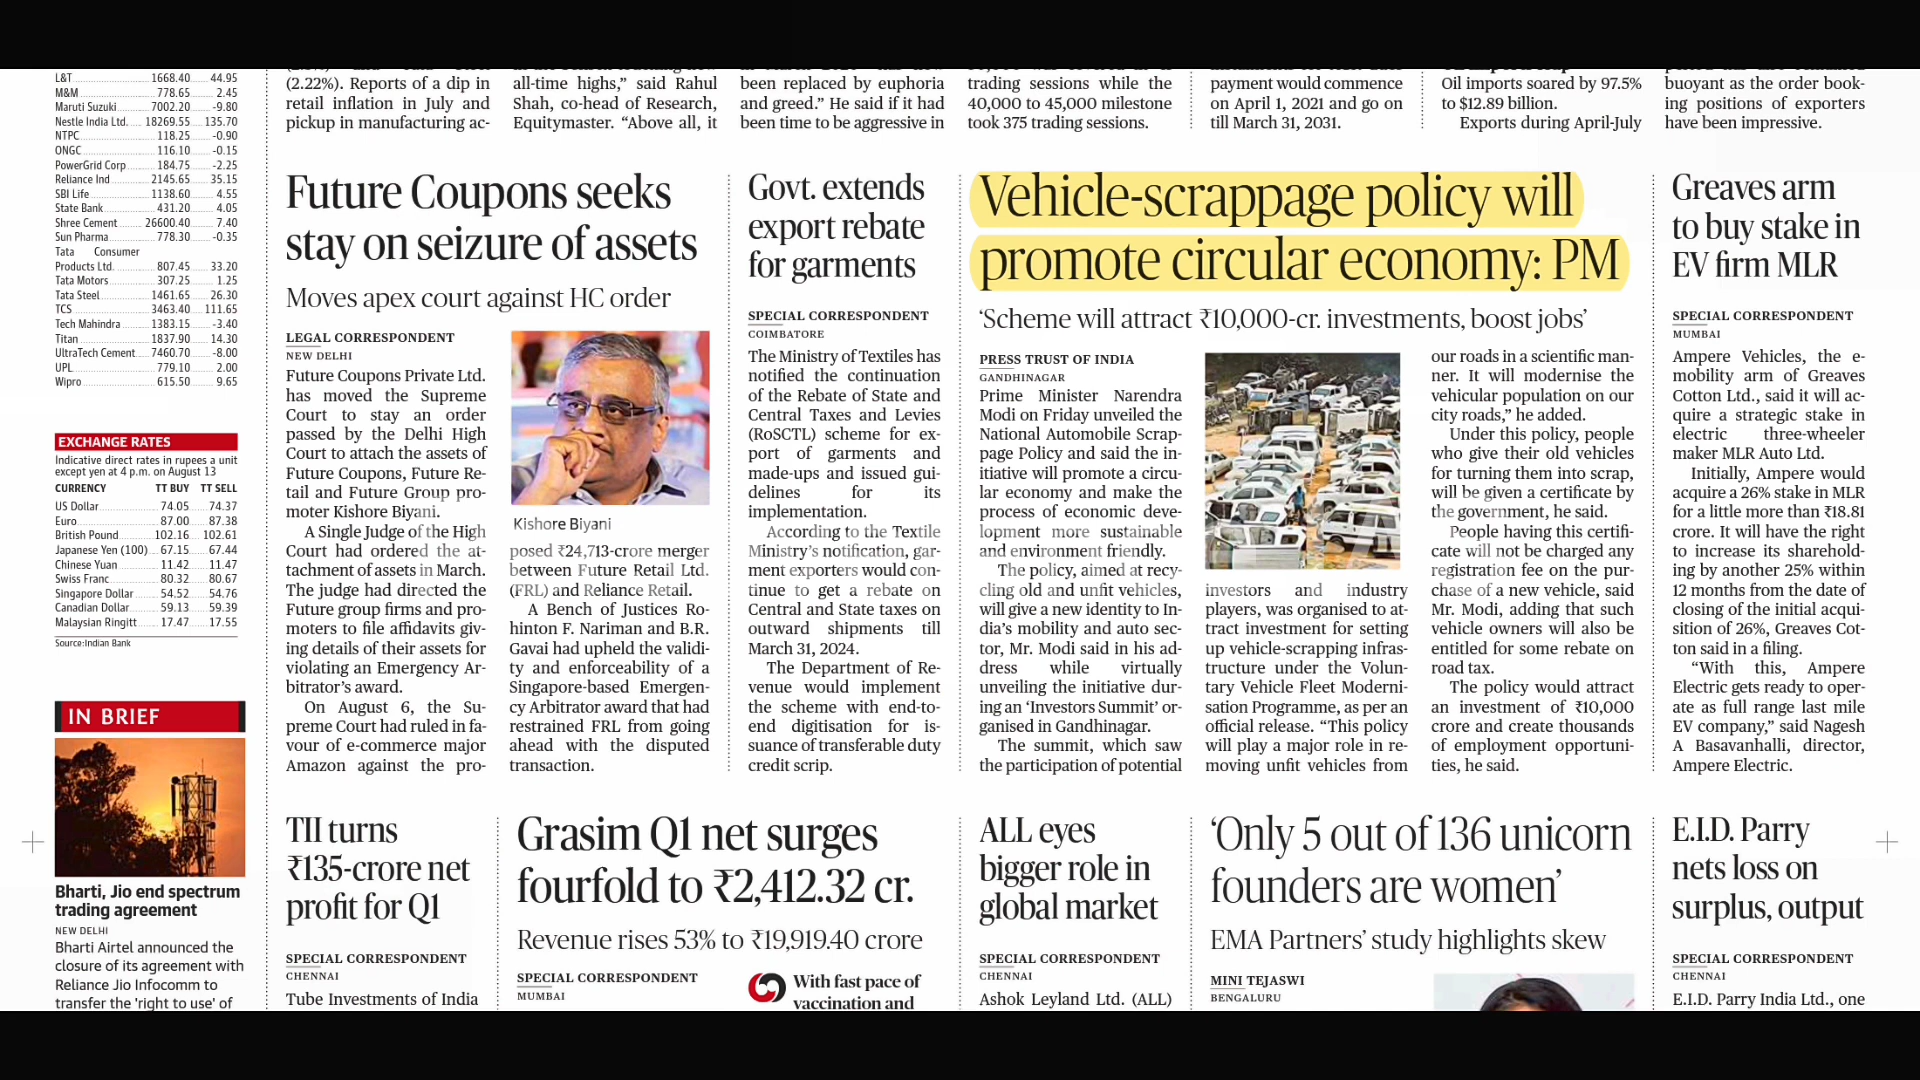 L&T 1668.40 44.95
M&M 778.65 2.45
Maruti Suzuki 7002.20 -9.80
Nestle India Ltd. 18269.55 135.70
NTPC 118.25 -0.90
ONGC 116.10 -0.15
PowerGrid Corp 184.75 -2.25
Reliance Ind 2145.65 35.15
SBI Life 1138.60 4.55
State Bank 431.20 4.05
Shree Cement 26600.40 7.40
Sun Pharma 778.30 -0.35
Tata Consumer
Products Ltd. 807.45 33.20
Tata Motors 307.25 1.25
Tata Steel 1461.65 26.30
TCS 3463.40 111.65
Tech Mahindra 1383.15 -3.40
Titan 1837.90 14.30
UltraTech Cement 7460.70 -8.00
UPL 779.10 2.00
Wipro 615.50 9.65
EXCHANGE RATES
Indicative direct rates in rupees a unit
except yen at 4 p.m. on August 13
CURRENCY TT BUY TT SELL
US Dollar 74.05 74.37
Euro 87.00 87.38
British Pound 102.16 102.61
Japanese Yen (100) 67.15 67.44
Chinese Yuan 11.42 11.47
Swiss Franc 80.32 80.67
Singapore Dollar 54.52 54.76
Canadian Dollar 59.13 59.39
Malaysian Ringitt 17.47 17.55
Source:Indian Bank
IN BRIEF
Bharti, Jio end spectrum
trading agreement
NEW DELHI
Bharti Airtel announced the
closure of its agreement with
Reliance Jio Infocomm to
transfer the 'right to use' of
(2.22%). Reports of a dip in
retail inflation in July and
pickup in manufacturing ac-
all-time highs,” said Rahul
Shah, co-head of Research,
Equitymaster. “Above all, it
been replaced by euphoria
and greed.” He said if it had
been time to be aggressive in
trading sessions while the
40,000 to 45,000 milestone
took 375 trading sessions.
payment would commence
on April 1, 2021 and go on
till March 31, 2031.
Oil imports soared by 97.5%
to $12.89 billion.
Exports during April-July
buoyant as the order book-
ing positions of exporters
have been impressive.
Future Coupons seeks
stay on seizure of assets
Moves apex court against HC order
LEGAL CORRESPONDENT
NEW DELHI
Future Coupons Private Ltd.
has moved the Supreme
Court to stay an order
passed by the Delhi High
Court to attach the assets of
Future Coupons, Future Re-
tail and Future Group pro-
moter Kishore Biyani.
A Single Judge of the High
Court had ordered the at-
tachment of assets in March.
The judge had directed the
Future group firms and pro-
moters to file affidavits giv-
ing details of their assets for
violating an Emergency Ar-
bitrator’s award.
On August 6, the Su-
preme Court had ruled in fa-
vour of e-commerce major
Amazon against the pro-
Kishore Biyani
posed ₹24,713-crore merger
between Future Retail Ltd.
(FRL) and Reliance Retail.
A Bench of Justices Ro-
hinton F. Nariman and B.R.
Gavai had upheld the validi-
ty and enforceability of a
Singapore-based Emergen-
cy Arbitrator award that had
restrained FRL from going
ahead with the disputed
transaction.
Govt. extends
export rebate
for garments
SPECIAL CORRESPONDENT
COIMBATORE
The Ministry of Textiles has
notified the continuation
of the Rebate of State and
Central Taxes and Levies
(RoSCTL) scheme for ex-
port of garments and
made-ups and issued gui-
delines for its
implementation.
According to the Textile
Ministry’s notification, gar-
ment exporters would con-
tinue to get a rebate on
Central and State taxes on
outward shipments till
March 31, 2024.
The Department of Re-
venue would implement
the scheme with end-to-
end digitisation for is-
suance of transferable duty
credit scrip.
Vehicle-scrappage policy will
promote circular economy: PM
‘Scheme will attract ₹10,000-cr. investments, boost jobs’
PRESS TRUST OF INDIA
GANDHINAGAR
Prime Minister Narendra
Modi on Friday unveiled the
National Automobile Scrap-
page Policy and said the in-
itiative will promote a circu-
lar economy and make the
process of economic deve-
lopment more sustainable
and environment friendly.
The policy, aimed at recy-
cling old and unfit vehicles,
will give a new identity to In-
dia’s mobility and auto sec-
tor, Mr. Modi said in his ad-
dress while virtually
unveiling the initiative dur-
ing an ‘Investors Summit’ or-
ganised in Gandhinagar.
The summit, which saw
the participation of potential
investors and industry
players, was organised to at-
tract investment for setting
up vehicle-scrapping infras-
tructure under the Volun-
tary Vehicle Fleet Moderni-
sation Programme, as per an
official release. “This policy
will play a major role in re-
moving unfit vehicles from
our roads in a scientific man-
ner. It will modernise the
vehicular population on our
city roads,” he added.
Under this policy, people
who give their old vehicles
for turning them into scrap,
will be given a certificate by
the government, he said.
People having this certifi-
cate will not be charged any
registration fee on the pur-
chase of a new vehicle, said
Mr. Modi, adding that such
vehicle owners will also be
entitled for some rebate on
road tax.
The policy would attract
an investment of ₹10,000
crore and create thousands
of employment opportuni-
ties, he said.
Greaves arm
to buy stake in
EV firm MLR
SPECIAL CORRESPONDENT
MUMBAI
Ampere Vehicles, the e-
mobility arm of Greaves
Cotton Ltd., said it will ac-
quire a strategic stake in
electric three-wheeler
maker MLR Auto Ltd.
Initially, Ampere would
acquire a 26% stake in MLR
for a little more than ₹18.81
crore. It will have the right
to increase its sharehold-
ing by another 25% within
12 months from the date of
closing of the initial acqui-
sition of 26%, Greaves Cot-
ton said in a filing.
“With this, Ampere
Electric gets ready to oper-
ate as full range last mile
EV company,” said Nagesh
A Basavanhalli, director,
Ampere Electric.
TII turns
₹135-crore net
profit for Q1
SPECIAL CORRESPONDENT
CHENNAI
Tube Investments of India
Grasim Q1 net surges
fourfold to ₹2,412.32 cr.
Revenue rises 53% to ₹19,919.40 crore
SPECIAL CORRESPONDENT
MUMBAI
With fast pace of
vaccination and
ALL eyes
bigger role in
global market
SPECIAL CORRESPONDENT
CHENNAI
Ashok Leyland Ltd. (ALL)
‘Only 5 out of 136 unicorn
founders are women’
EMA Partners’ study highlights skew
MINI TEJASWI
BENGALURU
E.I.D. Parry
nets loss on
surplus, output
SPECIAL CORRESPONDENT
CHENNAI
E.I.D. Parry India Ltd., one